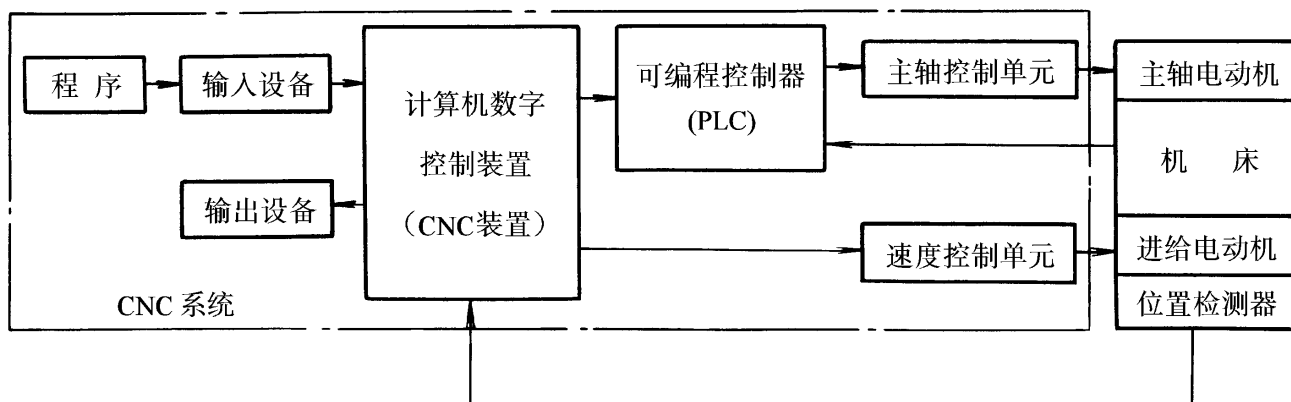 程 序
输入设备
输出设备
计算机数字
控制装置
（CNC装置）
可编程控制器
(PLC)
主轴控制单元
速度控制单元
主轴电动机
机 床
进给电动机
位置检测器
CNC 系统